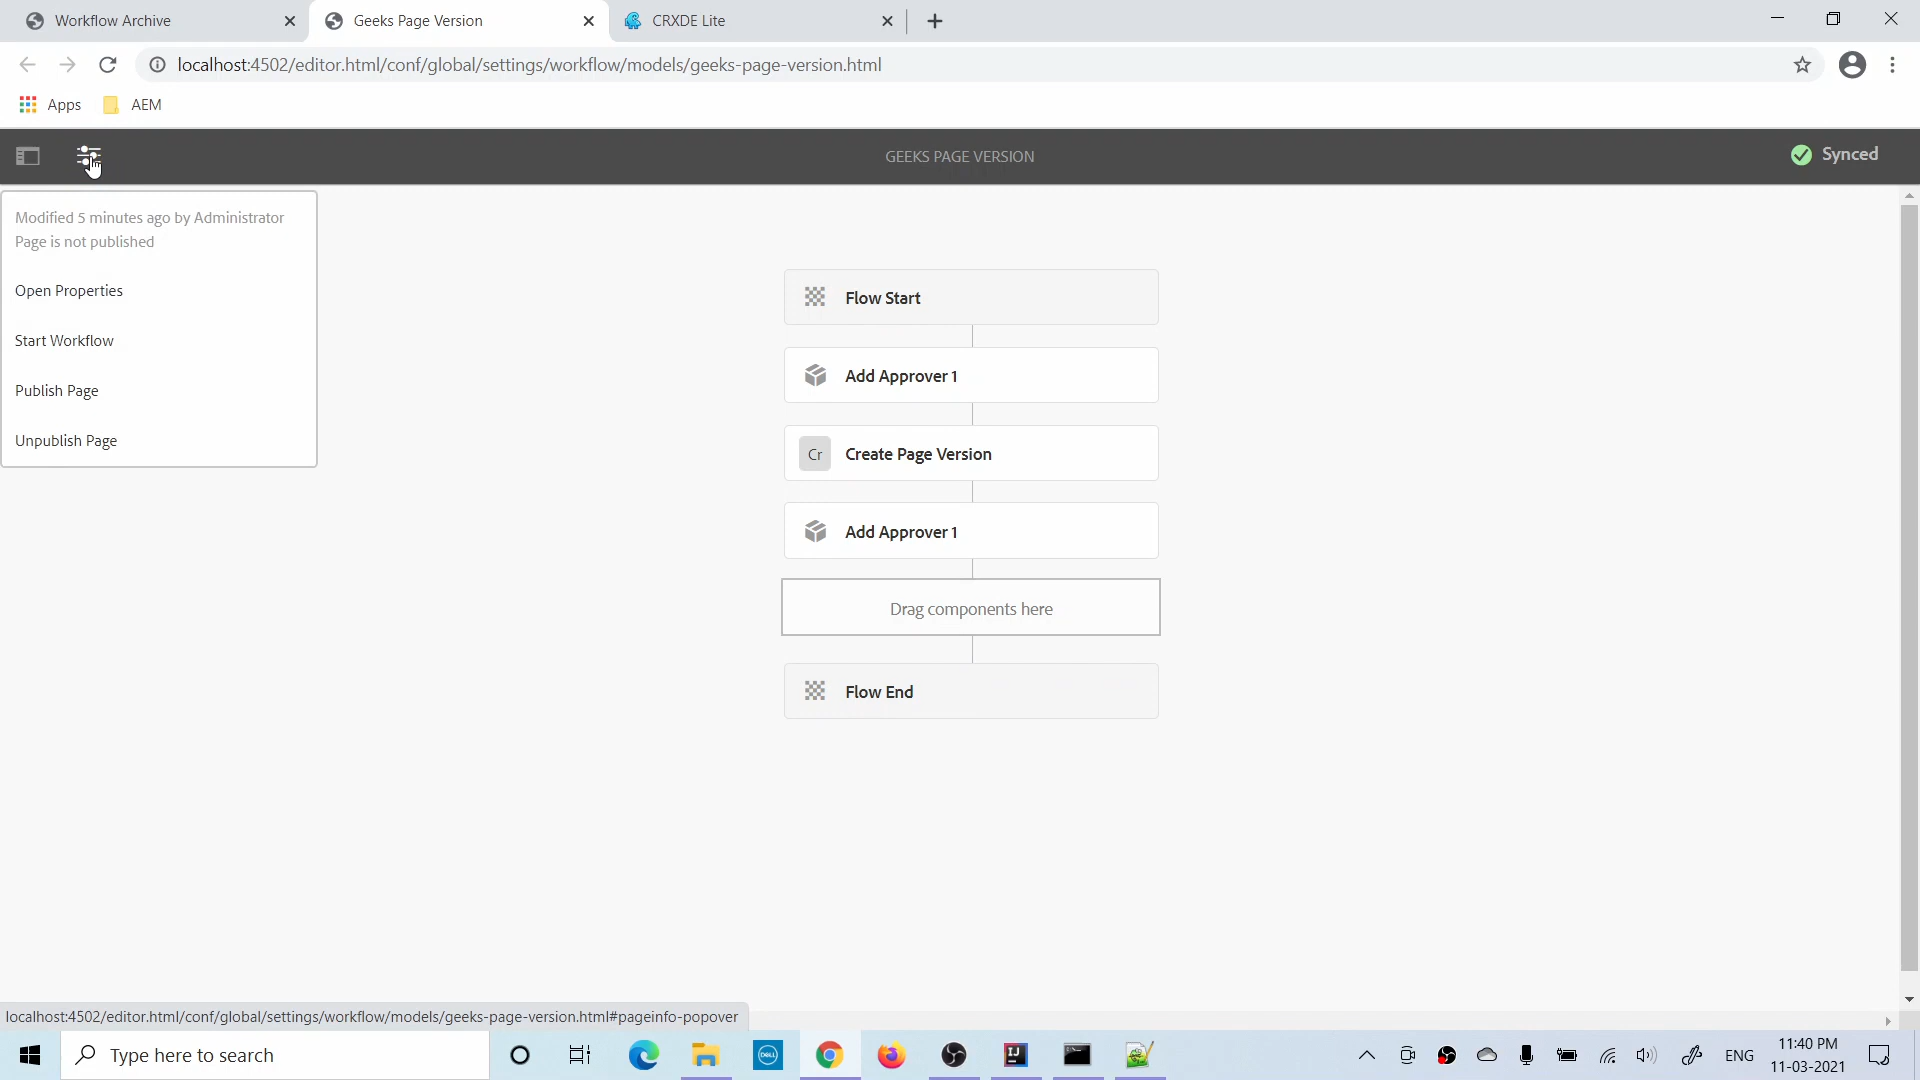 Workflow Archive
Geeks Page Version
CRXDE Lite
localhost:4502/editor.html/conf/global/settings/workflow/models/geeks-page-version.html
Apps
AEM
GEEKS PAGE VERSION
Synced
Modified 5 minutes ago by Administrator
Page is not published
Open Properties
Start Workflow
Publish Page
Unpublish Page
Flow Start
Add Approver 1
Cr Create Page Version
Add Approver 1
Drag components here
Flow End
localhost:4502/editor.html/conf/global/settings/workflow/models/geeks-page-version.html#pageinfo-popover
Type here to search
DELL
IJ
ENG
11:40 PM
11-03-2021